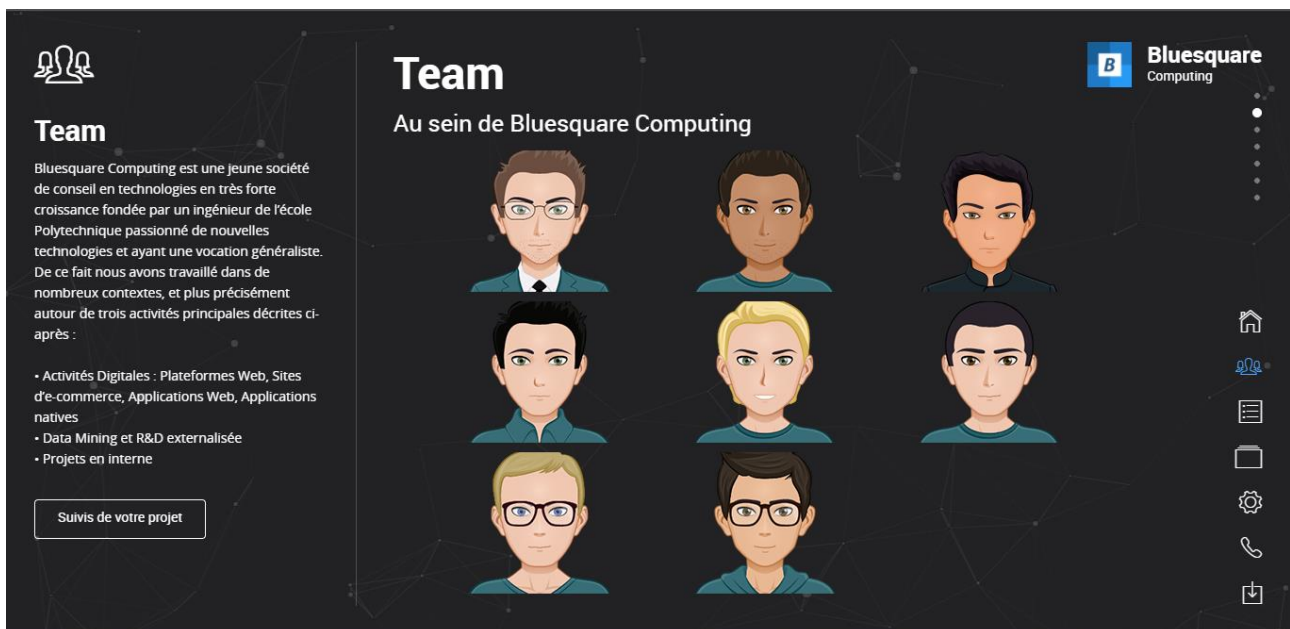 Team
Bluesquare Computing est une jeune société
de conseil en technologies en très forte
croissance fondée par un ingénieur de l'école
Polytechnique passionné de nouvelles
technologies et ayant une vocation généraliste.
De ce fait nous avons travaillé dans de
nombreux contextes, et plus précisément
autour de trois activités principales décrites ci-
après :
• Activités Digitales : Plateformes Web, Sites
d'e-commerce, Applications Web, Applications
natives
• Data Mining et R&D externalisée
• Projets en interne
Suivis de votre projet
Team
Au sein de Bluesquare Computing
B
Bluesquare
Computing